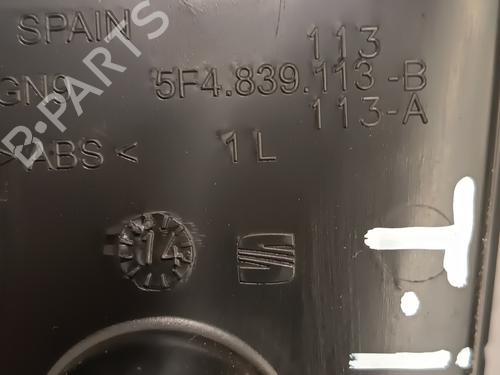 SPAIN
113
GN9
5F4.839.113-B
113-A
>ABS<
1 L
14
B-PARTS